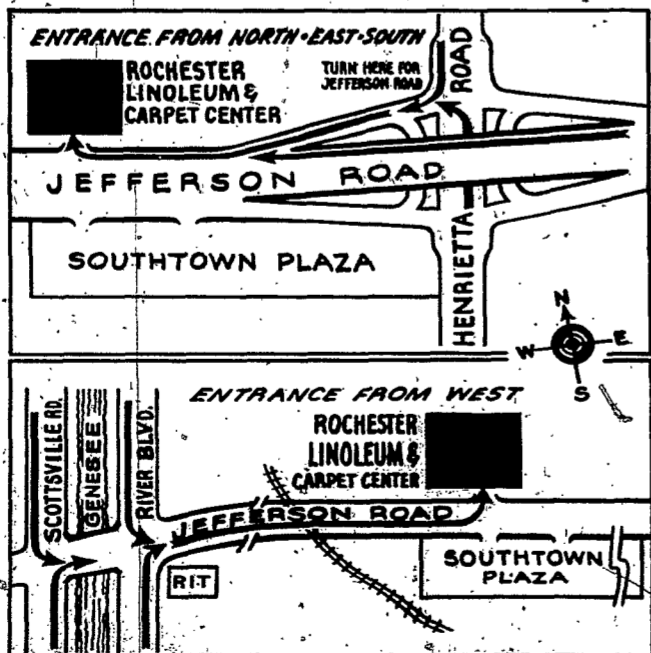 ENTRANCE FROM NORTH•EAST•SOUTH
ROCHESTER
LINOLEUM &
CARPET CENTER
TURN HERE FOR
JEFFERSON ROAD
HENRIETTA ROAD
JEFFERSON ROAD
SOUTHTOWN PLAZA
N
W E
S
ENTRANCE FROM WEST
ROCHESTER
LINOLEUM &
CARPET CENTER
SCOTTSVILLE RD.
GENESEE
RIVER BLVD.
JEFFERSON ROAD
RIT
SOUTHTOWN
PLAZA